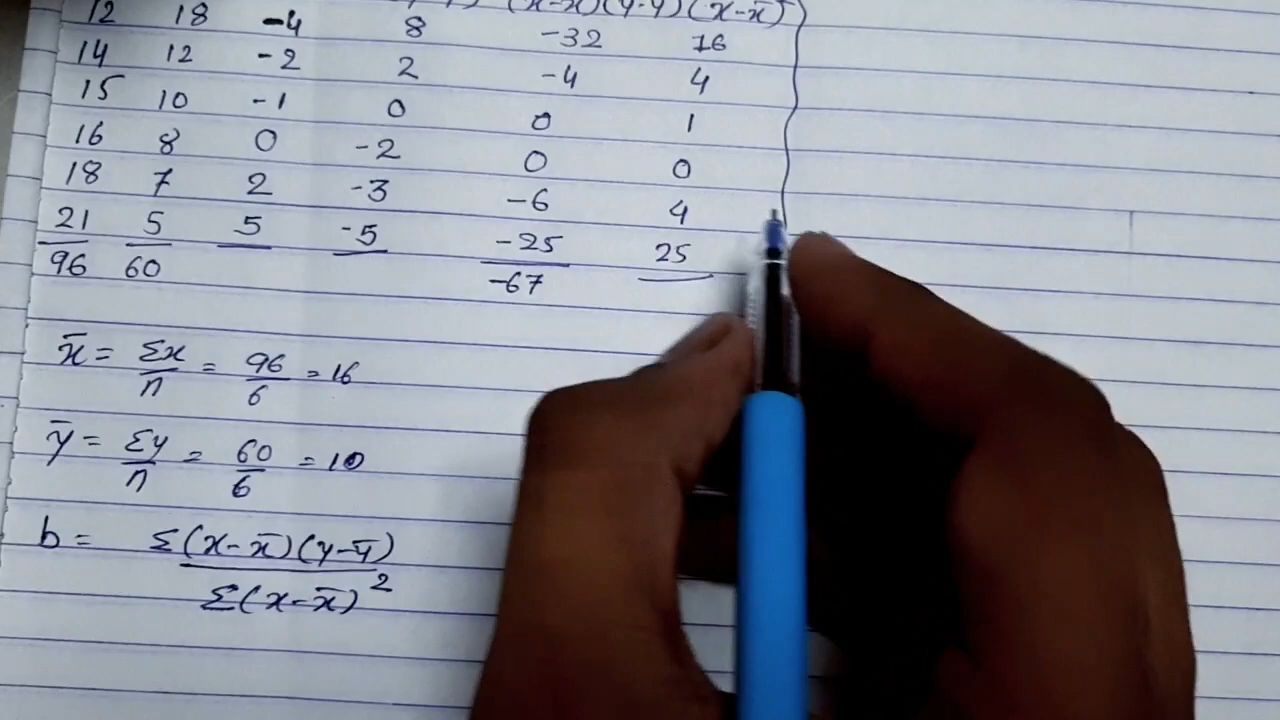 (x-x̄)(y-ȳ) (x-x̄)²
12 18 -4 8 -32 16
14 12 -2 2 -4 4
15 10 -1 0 0 1
16 8 0 -2 0 0
18 7 2 -3 -6 4
21 5 5 -5 -25 25
96 60 -67
x̄ = Σx/n = 96/6 = 16
ȳ = Σy/n = 60/6 = 10
b = Σ(x-x̄)(y-ȳ)/Σ(x-x̄)²